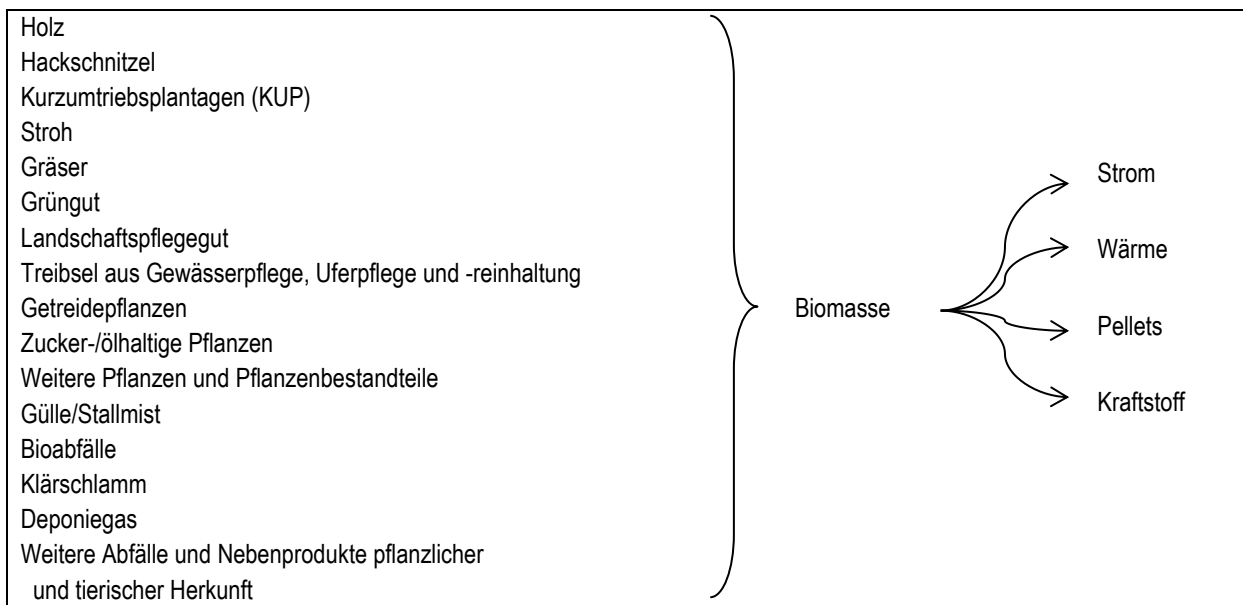 Holz
Hackschnitzel
Kurzumtriebsplantagen (KUP)
Stroh
Gräser
Grüngut
Landschaftspflegegut
Treibsel aus Gewässerpflege, Uferpflege und -reinhaltung
Getreidepflanzen
Zucker-/ölhaltige Pflanzen
Weitere Pflanzen und Pflanzenbestandteile
Gülle/Stallmist
Bioabfälle
Klärschlamm
Deponiegas
Weitere Abfälle und Nebenprodukte pflanzlicher
und tierischer Herkunft
Biomasse
Strom
Wärme
Pellets
Kraftstoff